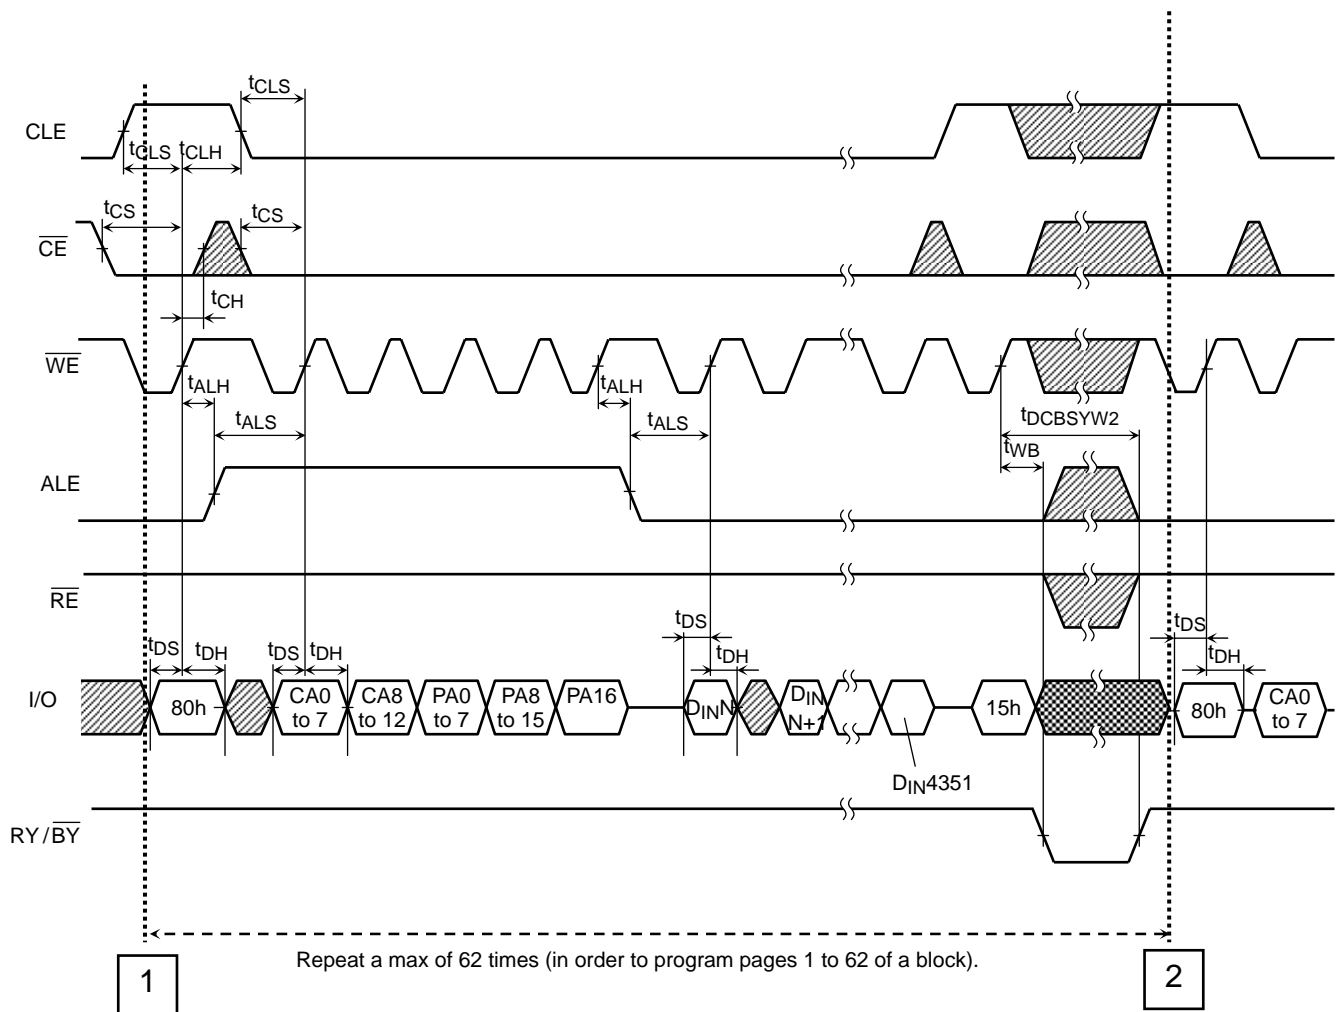 tCLS
CLE
tCLS tCLH
tCS tCS
CE
tCH
WE
tALH tALH
tALS tALS tDCBSYW2
tWB
ALE
RE
tDS tDH tDS tDH tDS tDH tDS tDH
I/O 80h CA0 to 7 CA8 to 12 PA0 to 7 PA8 to 15 PA16 DINN DIN N+1 15h 80h CA0 to 7
DIN4351
RY/BY
Repeat a max of 62 times (in order to program pages 1 to 62 of a block).
1 2